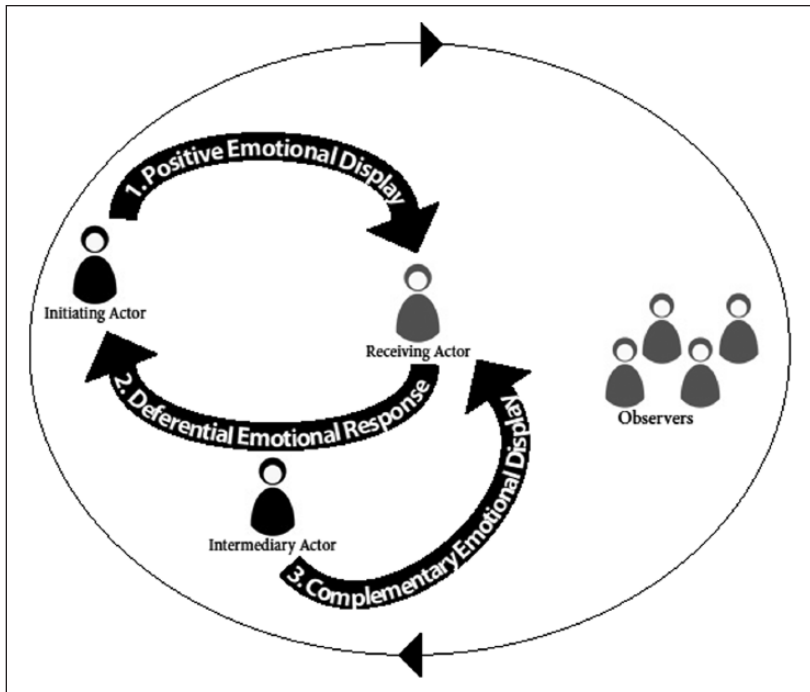 1. Positive Emotional Display
Initiating Actor
Receiving Actor
2. Deferential Emotional Response
Observers
Intermediary Actor
3. Complementary Emotional Display